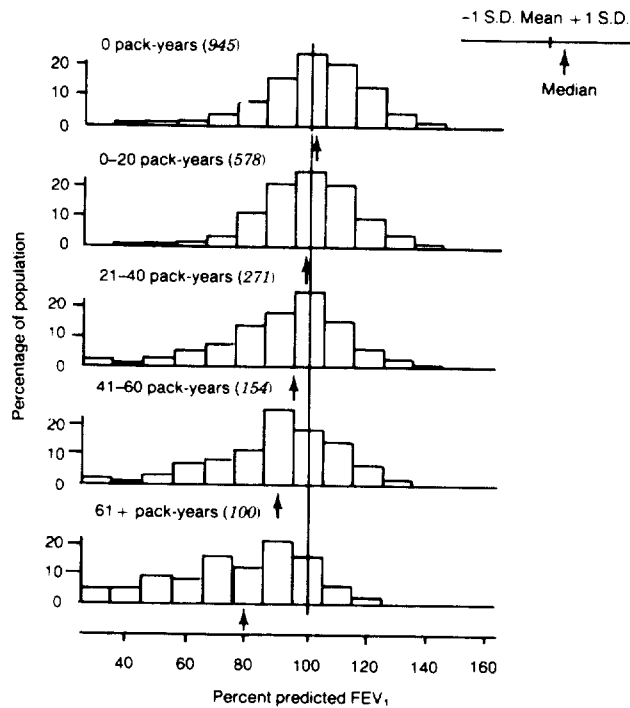 -1 S.D. Mean + 1 S.D.
Median
0 pack-years (945)
20
10
0
0–20 pack-years (578)
20
10
0
21–40 pack-years (271)
20
10
0
41–60 pack-years (154)
20
10
0
61 + pack-years (100)
20
10
0
Percentage of population
40 60 80 100 120 140 160
Percent predicted FEV₁